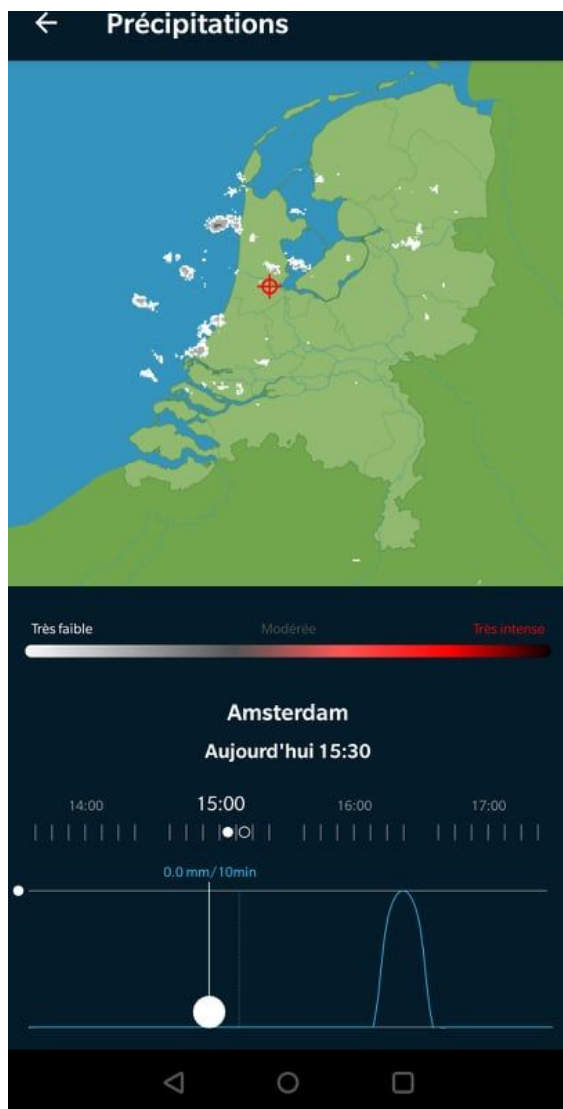 Précipitations
Très faible Modérée Très intense
Amsterdam
Aujourd'hui 15:30
14:00 15:00 16:00 17:00
0.0 mm/10min